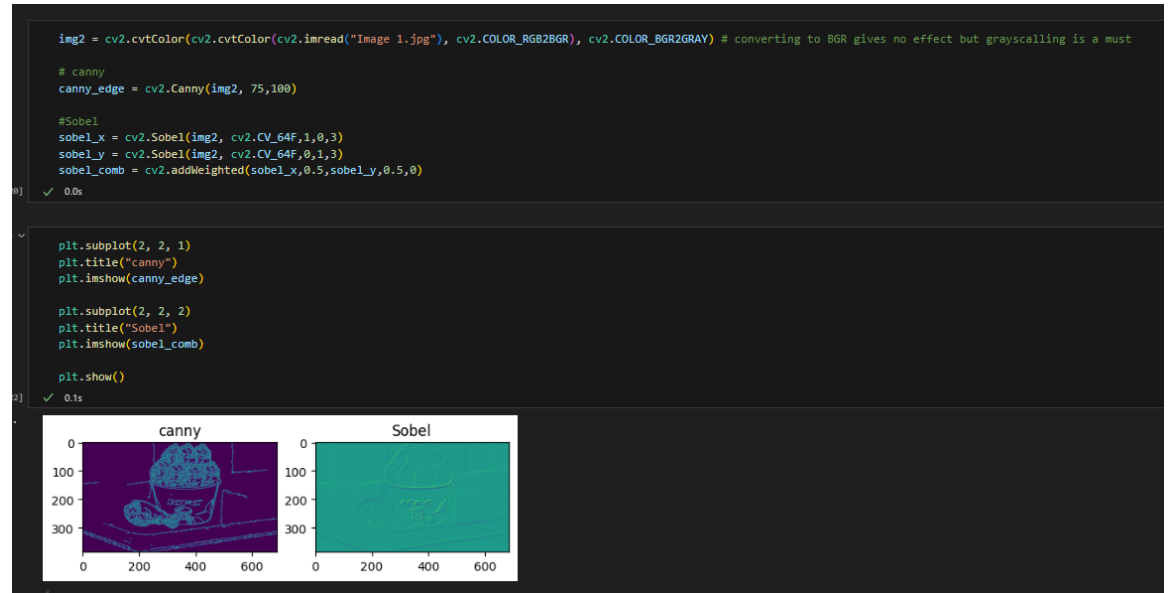 img2 = cv2.cvtColor(cv2.cvtColor(cv2.imread("Image 1.jpg"), cv2.COLOR_RGB2BGR), cv2.COLOR_BGR2GRAY) # converting to BGR gives no effect but grayscalling is a must
# canny
canny_edge = cv2.Canny(img2, 75,100)
#Sobel
sobel_x = cv2.Sobel(img2, cv2.CV_64F,1,0,3)
sobel_y = cv2.Sobel(img2, cv2.CV_64F,0,1,3)
sobel_comb = cv2.addWeighted(sobel_x,0.5,sobel_y,0.5,0)
0.0s
plt.subplot(2, 2, 1)
plt.title("canny")
plt.imshow(canny_edge)
plt.subplot(2, 2, 2)
plt.title("Sobel")
plt.imshow(sobel_comb)
plt.show()
2] 0.1s
canny
0
100
200
300
0 200 400 600
Sobel
0
100
200
300
0 200 400 600